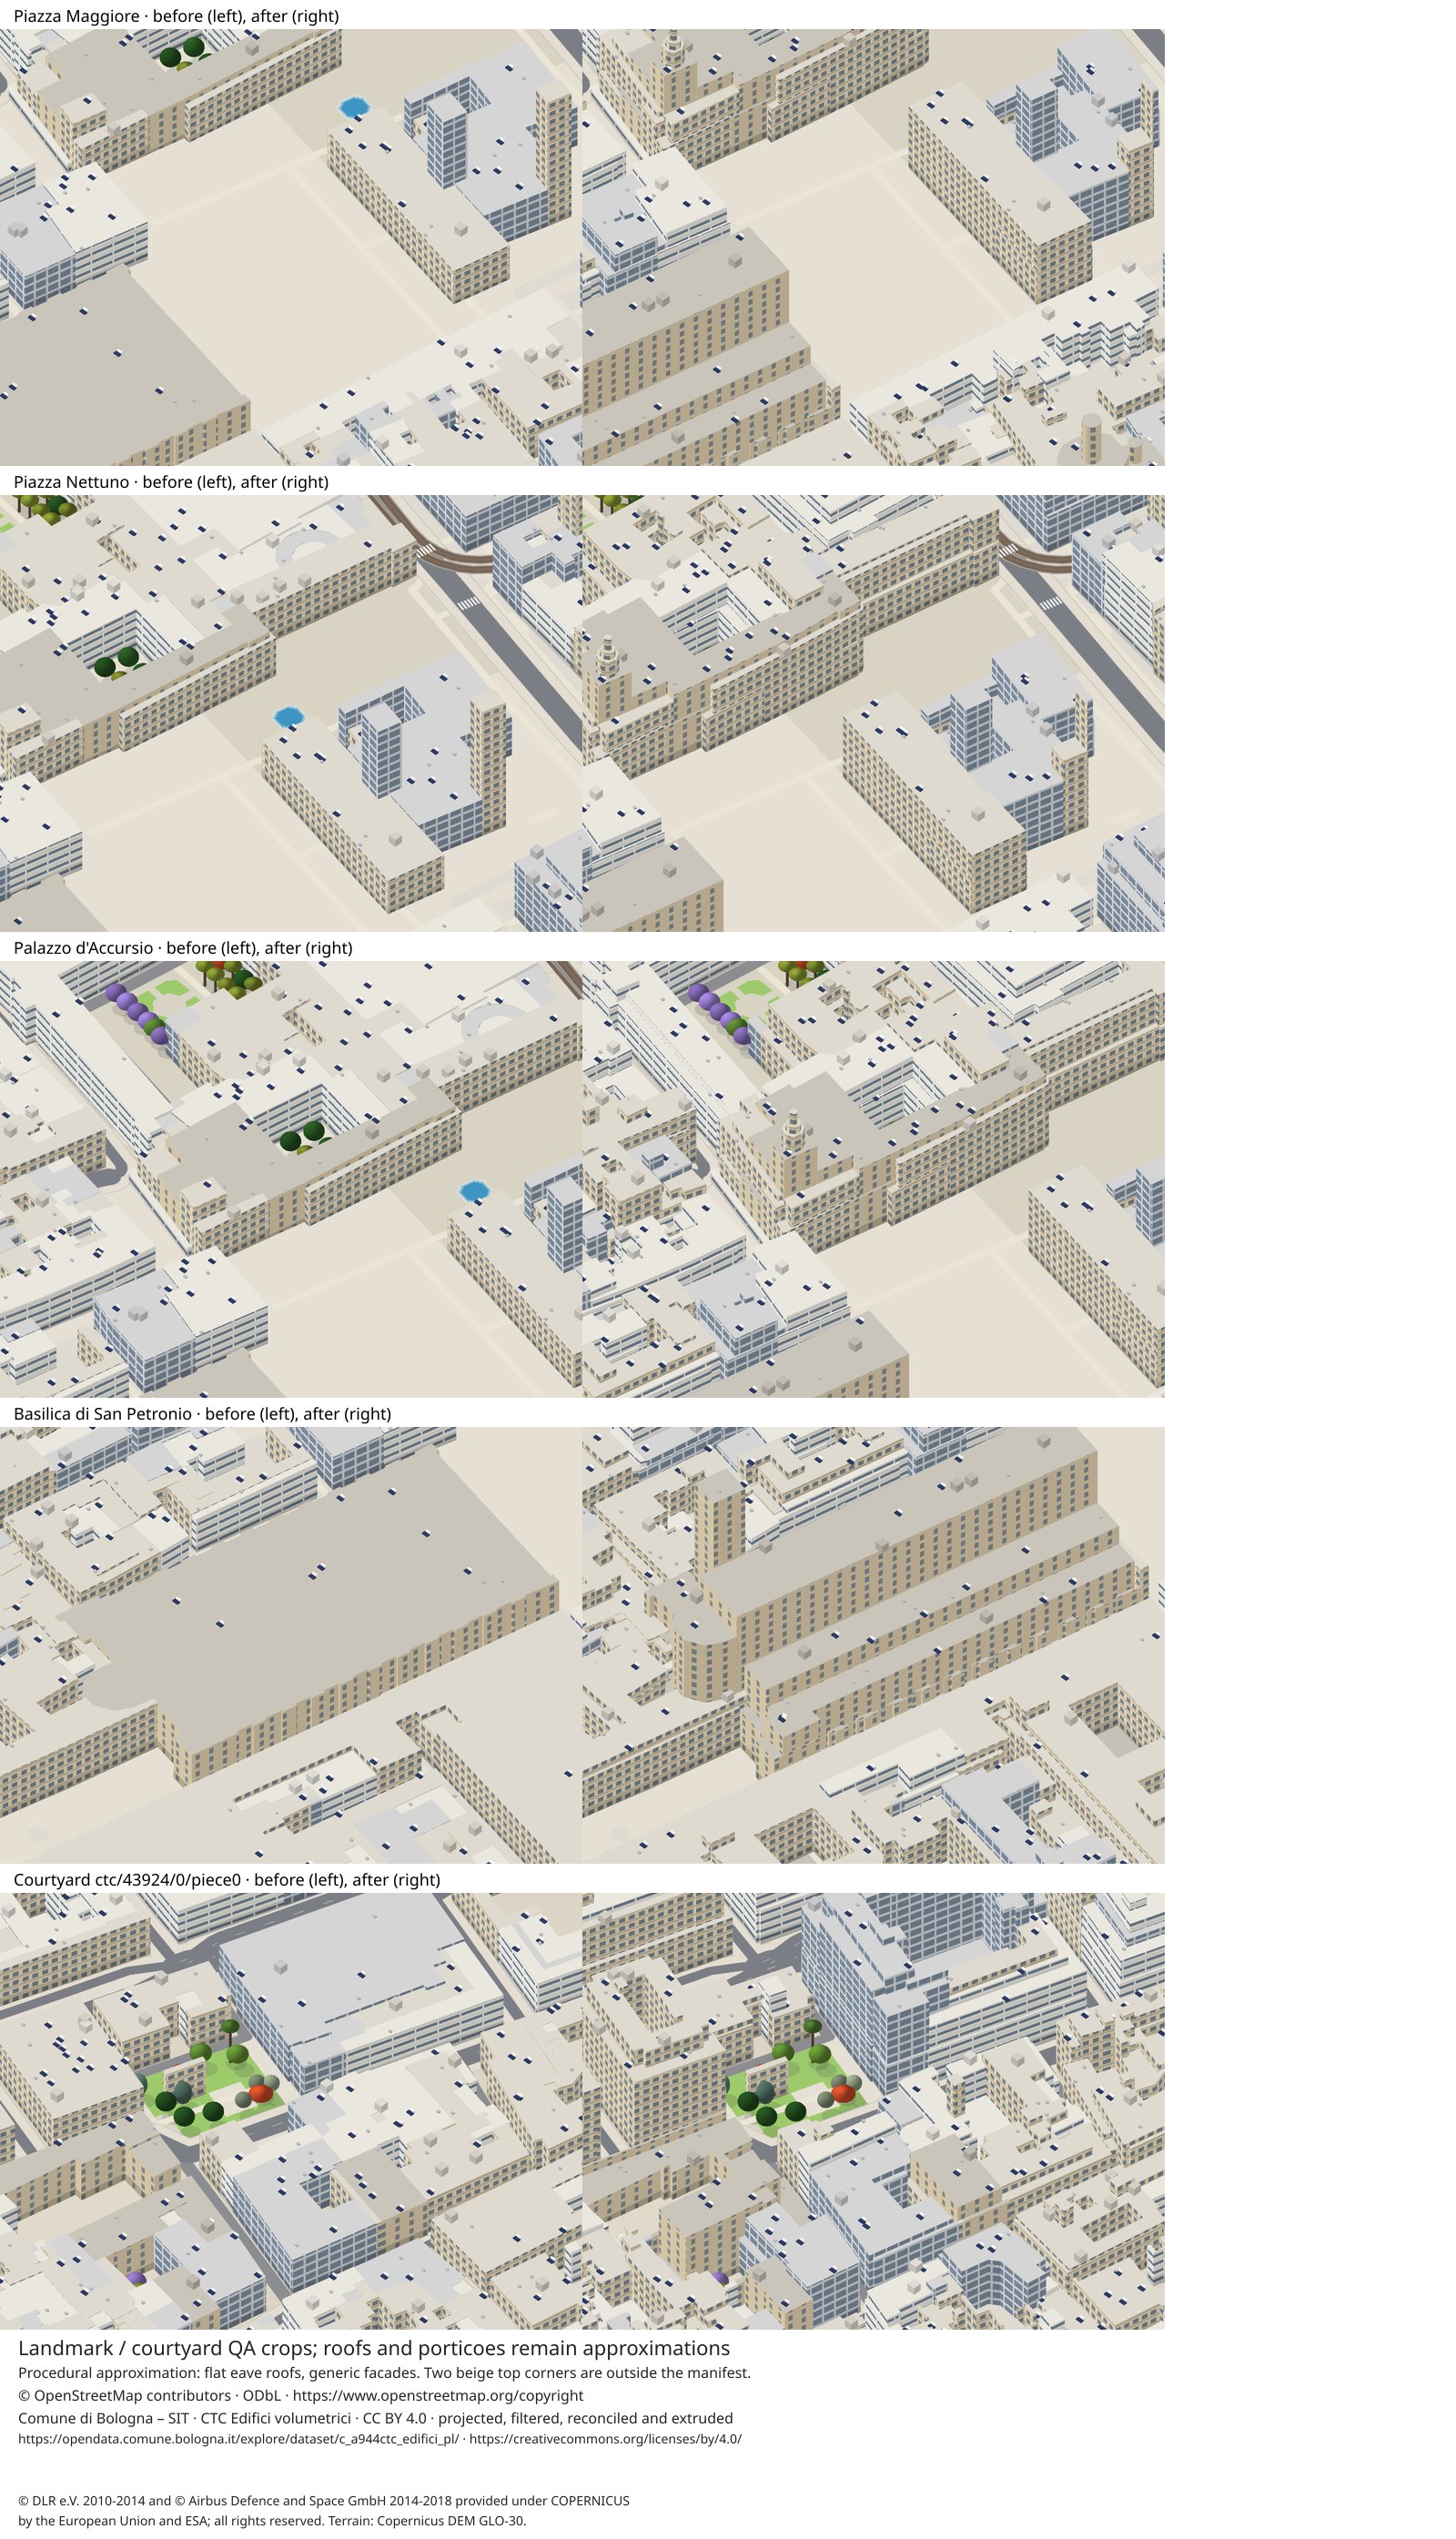 Piazza Maggiore · before (left), after (right)
Piazza Nettuno · before (left), after (right)
Palazzo d'Accursio · before (left), after (right)
Basilica di San Petronio · before (left), after (right)
Courtyard ctc/43924/0/piece0 · before (left), after (right)
Landmark / courtyard QA crops; roofs and porticoes remain approximations
Procedural approximation: flat eave roofs, generic facades. Two beige top corners are outside the manifest.
© OpenStreetMap contributors · ODbL · https://www.openstreetmap.org/copyright
Comune di Bologna – SIT · CTC Edifici volumetrici · CC BY 4.0 · projected, filtered, reconciled and extruded
https://opendata.comune.bologna.it/explore/dataset/c_a944ctc_edifici_pl/ · https://creativecommons.org/licenses/by/4.0/
© DLR e.V. 2010-2014 and © Airbus Defence and Space GmbH 2014-2018 provided under COPERNICUS
by the European Union and ESA; all rights reserved. Terrain: Copernicus DEM GLO-30.